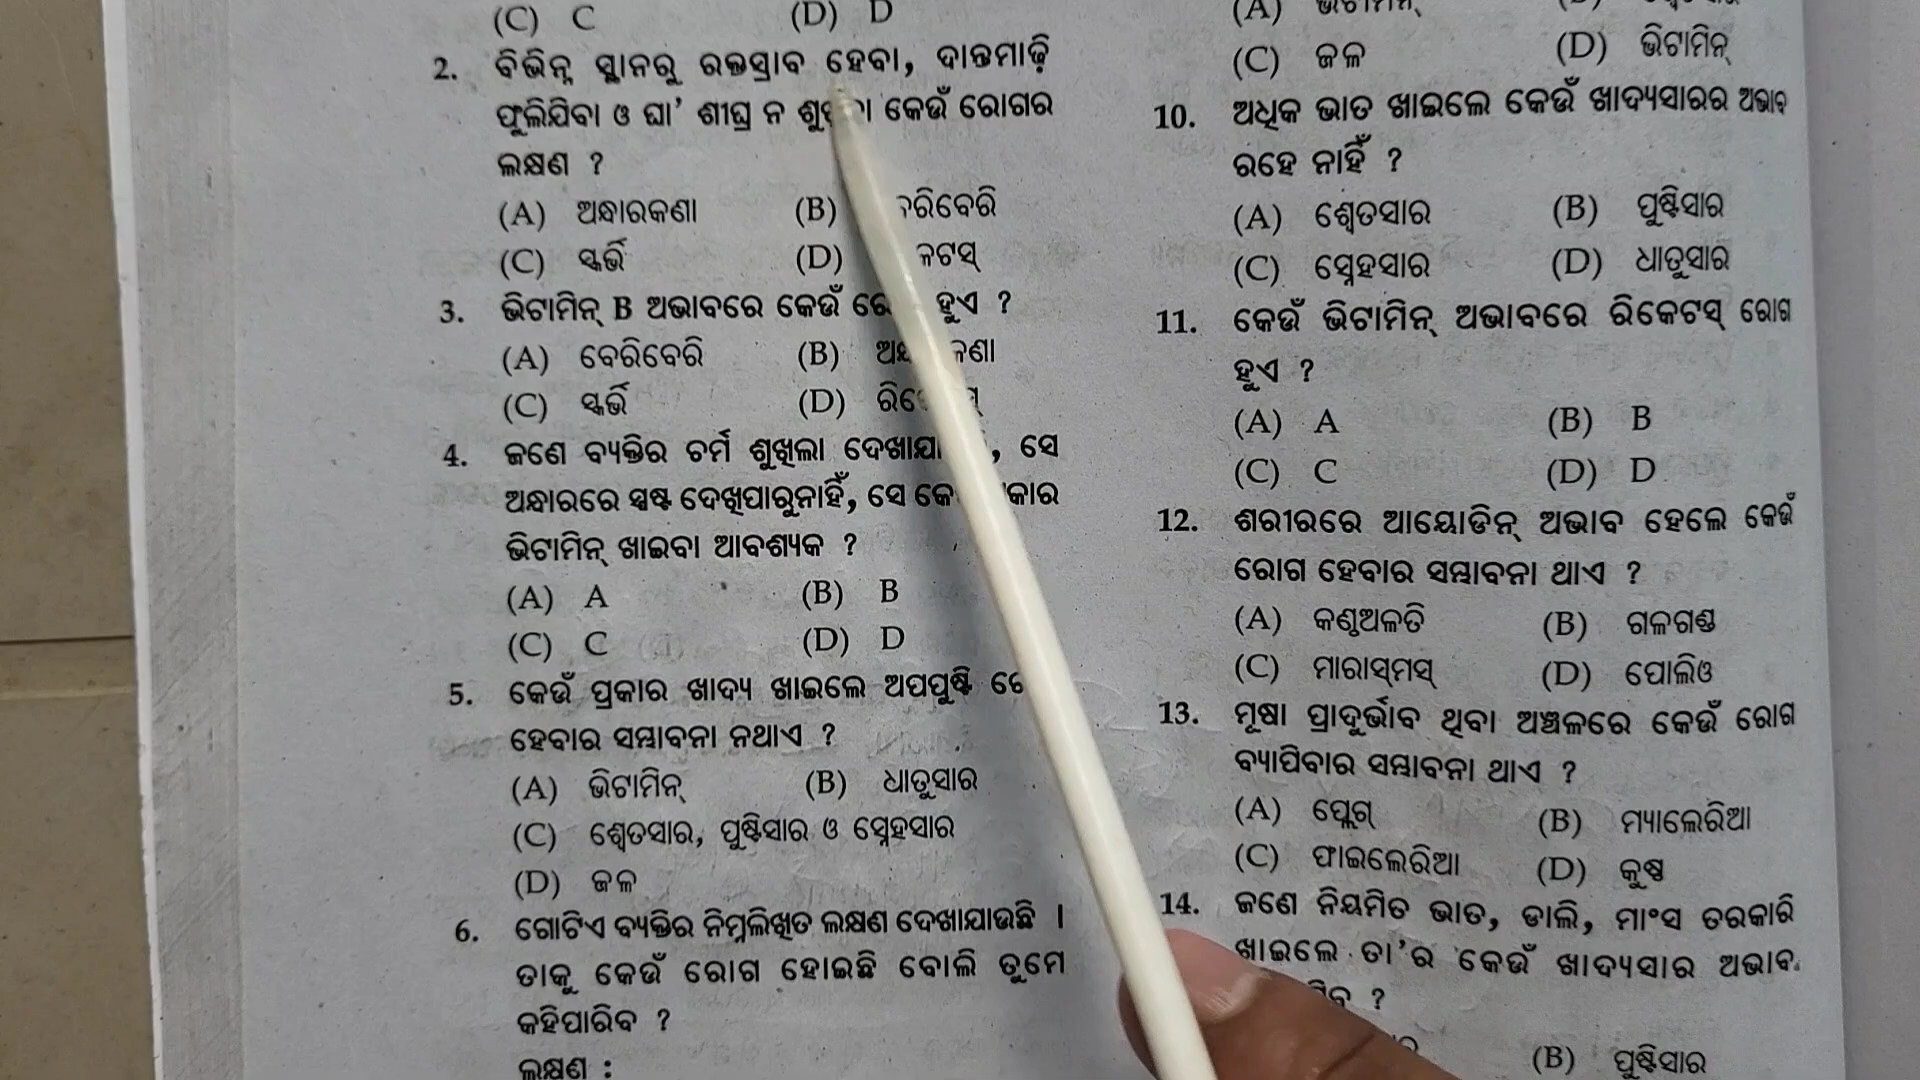 (C) C (D) D
2. ବିଭିନ୍ନ ସ୍ଥାନରୁ ରକ୍ତସ୍ରାବ ହେବା, ଦାନ୍ତମାଢ଼ି
ଫୁଲିଯିବା ଓ ଘା’ ଶୀଘ୍ର ନ କେଉଁ ରୋଗର
ଲକ୍ଷଣ ?
(A) ଅନ୍ଧାରକଣା (B)
(C) ସ୍କର୍ଭି (D)
3. ଭିଟାମିନ୍ B ଅଭାବରେ କେଉଁ ହୁଏ ?
(A) ବେରିବେରି (B)
(C) ସ୍କର୍ଭି (D)
4. ଜଣେ ବ୍ୟକ୍ତିର ଚର୍ମ ଶୁଖିଲା , ସେ
ଅନ୍ଧାରରେ ସ୍ପଷ୍ଟ ଦେଖିପାରୁନାହିଁ, ସେ
ଭିଟାମିନ୍ ଖାଇବା ଆବଶ୍ୟକ ?
(A) A (B) B
(C) C (D) D
5. କେଉଁ ପ୍ରକାର ଖାଦ୍ୟ ଖାଇଲେ ଅପପୁଷ୍ଟି
ହେବାର ସମ୍ଭାବନା ନଥାଏ ?
(A) ଭିଟାମିନ୍ (B) ଧାତୁସାର
(C) ଶ୍ୱେତସାର, ପୁଷ୍ଟିସାର ଓ ସ୍ନେହସାର
(D) ଜଳ
6. ଗୋଟିଏ ବ୍ୟକ୍ତିର ନିମ୍ନଲିଖିତ ଲକ୍ଷଣ ଦେଖାଯାଉଛି ।
ତାକୁ କେଉଁ ରୋଗ ହୋଇଛି ବୋଲି ତୁମେ
କହିପାରିବ ?
ଲକ୍ଷଣ :
(A) ଭିଟାମିନ୍
(C) ଜଳ (D) ଭିଟାମିନ୍
10. ଅଧିକ ଭାତ ଖାଇଲେ କେଉଁ ଖାଦ୍ୟସାରର ଅଭାବ
ରହେ ନାହିଁ ?
(A) ଶ୍ୱେତସାର (B) ପୁଷ୍ଟିସାର
(C) ସ୍ନେହସାର (D) ଧାତୁସାର
11. କେଉଁ ଭିଟାମିନ୍ ଅଭାବରେ ରିକେଟସ୍ ରୋଗ
ହୁଏ ?
(A) A (B) B
(C) C (D) D
12. ଶରୀରରେ ଆୟୋଡିନ୍ ଅଭାବ ହେଲେ କେଉଁ
ରୋଗ ହେବାର ସମ୍ଭାବନା ଥାଏ ?
(A) କଣ୍ଠଅଳତି (B) ଗଳଗଣ୍ଡ
(C) ମାରାସ୍‌ମସ୍ (D) ପୋଲିଓ
13. ମୂଷା ପ୍ରାଦୁର୍ଭାବ ଥିବା ଅଞ୍ଚଳରେ କେଉଁ ରୋଗ
ବ୍ୟାପିବାର ସମ୍ଭାବନା ଥାଏ ?
(A) ପ୍ଲେଗ୍ (B) ମ୍ୟାଲେରିଆ
(C) ଫାଇଲେରିଆ (D) କୁଷ୍ଠ
14. ଜଣେ ନିୟମିତ ଭାତ, ଡାଲି, ମାଂସ ତରକାରି
ଖାଇଲେ ତା’ର କେଉଁ ଖାଦ୍ୟସାର ଅଭାବ
?
(B) ପୁଷ୍ଟିସାର